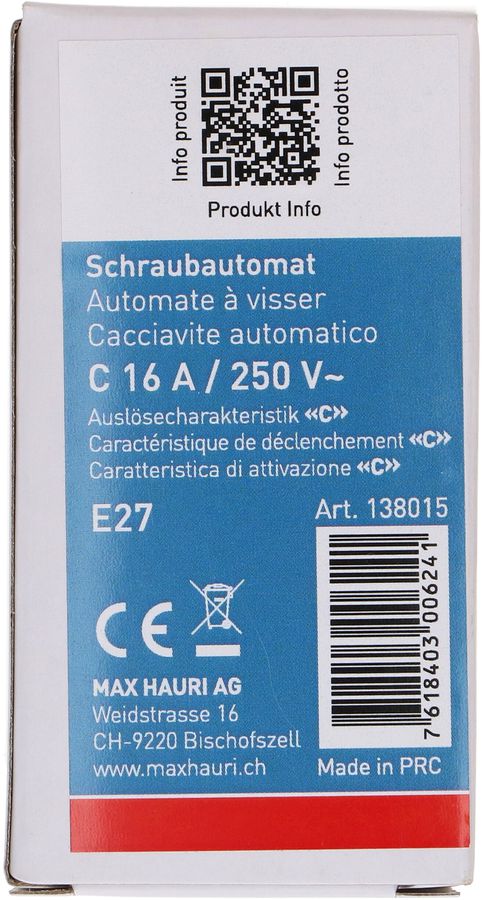 Info produit
Info prodotto
Produkt Info
Schraubautomat
Automate à visser
Cacciavite automatico
C 16 A / 250 V~
Auslösecharakteristik «C»
Caractéristique de déclenchement «C»
Caratteristica di attivazione «C»
E27
Art. 138015
CE
7 618403 006241
MAX HAURI AG
Weidstrasse 16
CH-9220 Bischofszell
www.maxhauri.ch
Made in PRC